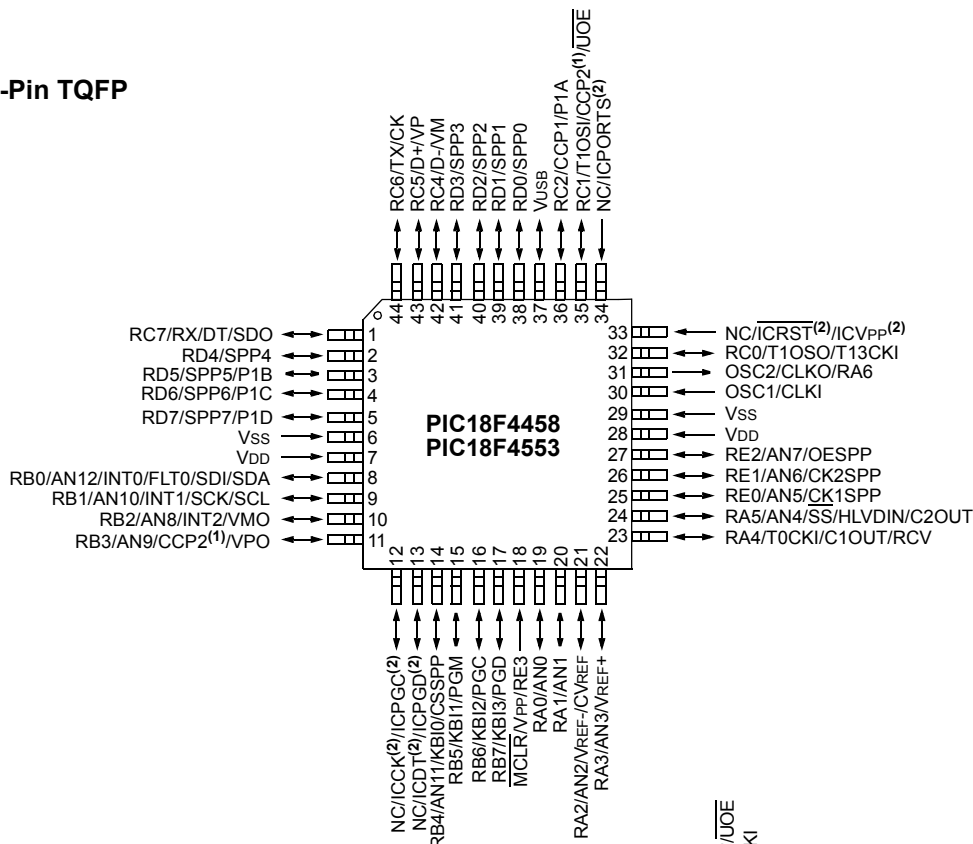 -Pin TQFP
RC6/TX/CK
RC5/D+/VP
RC4/D-/VM
RD3/SPP3
RD2/SPP2
RD1/SPP1
RD0/SPP0
VUSB
RC2/CCP1/P1A
RC1/T1OSI/CCP2(1)/UOE
NC/ICPORTS(2)
44
43
42
41
40
39
38
37
36
35
34
RC7/RX/DT/SDO 1
RD4/SPP4 2
RD5/SPP5/P1B 3
RD6/SPP6/P1C 4
RD7/SPP7/P1D 5
VSS 6
VDD 7
RB0/AN12/INT0/FLT0/SDI/SDA 8
RB1/AN10/INT1/SCK/SCL 9
RB2/AN8/INT2/VMO 10
RB3/AN9/CCP2(1)/VPO 11
PIC18F4458
PIC18F4553
33 NC/ICRST(2)/ICVPP(2)
32 RC0/T1OSO/T13CKI
31 OSC2/CLKO/RA6
30 OSC1/CLKI
29 VSS
28 VDD
27 RE2/AN7/OESPP
26 RE1/AN6/CK2SPP
25 RE0/AN5/CK1SPP
24 RA5/AN4/SS/HLVDIN/C2OUT
23 RA4/T0CKI/C1OUT/RCV
12
13
14
15
16
17
18
19
20
21
22
NC/ICCK(2)/ICPGC(2)
NC/ICDT(2)/ICPGD(2)
RB4/AN11/KBI0/CSSPP
RB5/KBI1/PGM
RB6/KBI2/PGC
RB7/KBI3/PGD
MCLR/VPP/RE3
RA0/AN0
RA1/AN1
RA2/AN2/VREF-/CVREF
RA3/AN3/VREF+
/UOE
KI